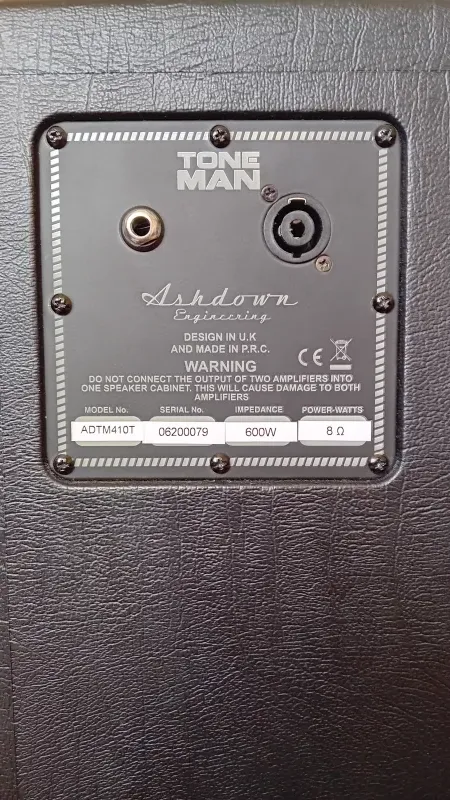 TONE
MAN
Ashdown
Engineering
DESIGN IN U.K
AND MADE IN P.R.C.
CE
WARNING
DO NOT CONNECT THE OUTPUT OF TWO AMPLIFIERS INTO
ONE SPEAKER CABINET. THIS WILL CAUSE DAMAGE TO BOTH
AMPLIFIERS
MODEL No. SERIAL No. IMPEDANCE POWER-WATTS
ADTM410T 06200079 600W 8 Ω